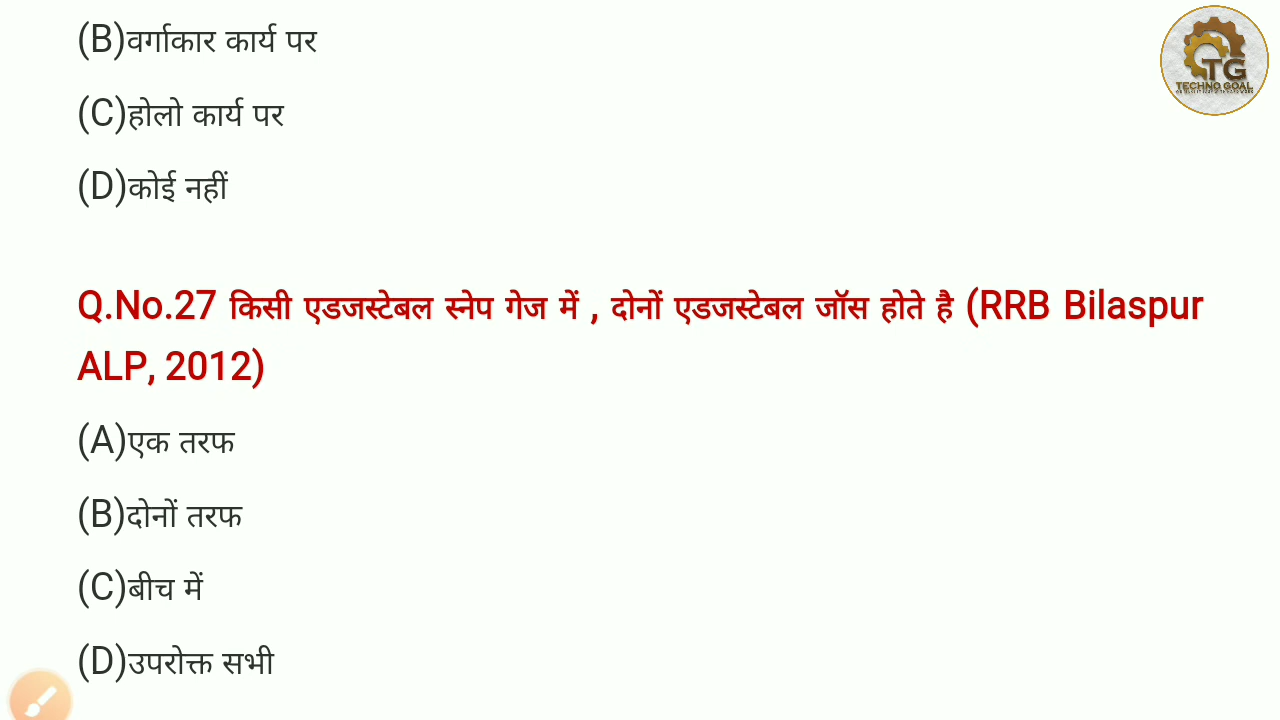 (B)वर्गाकार कार्य पर
TG
TECHNO GOAL
(C)होलो कार्य पर
(D)कोई नहीं
Q.No.27 किसी एडजस्टेबल स्नेप गेज में , दोनों एडजस्टेबल जॉस होते है (RRB Bilaspur
ALP, 2012)
(A)एक तरफ
(B)दोनों तरफ
(C)बीच में
(D)उपरोक्त सभी